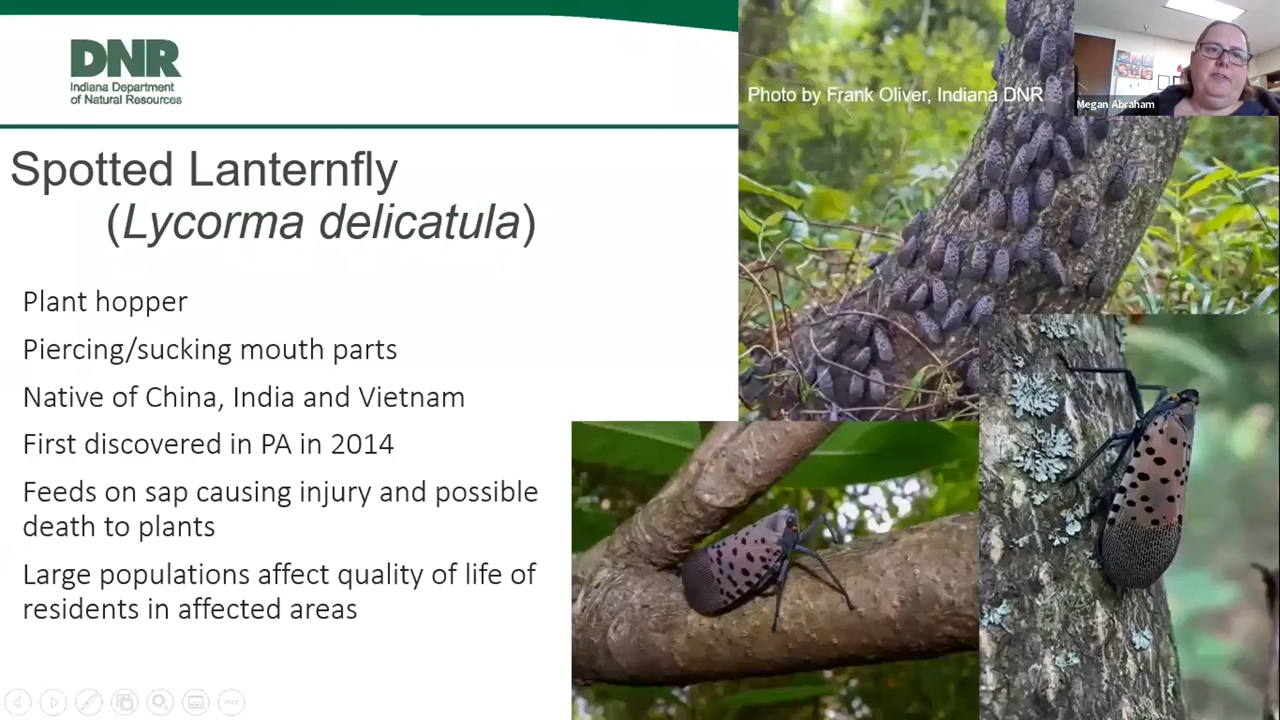 DNR
Indiana Department
of Natural Resources
Photo by Frank Oliver, Indiana DNR
Megan Abraham
Spotted Lanternfly
(Lycorma delicatula)
Plant hopper
Piercing/sucking mouth parts
Native of China, India and Vietnam
First discovered in PA in 2014
Feeds on sap causing injury and possible
death to plants
Large populations affect quality of life of
residents in affected areas